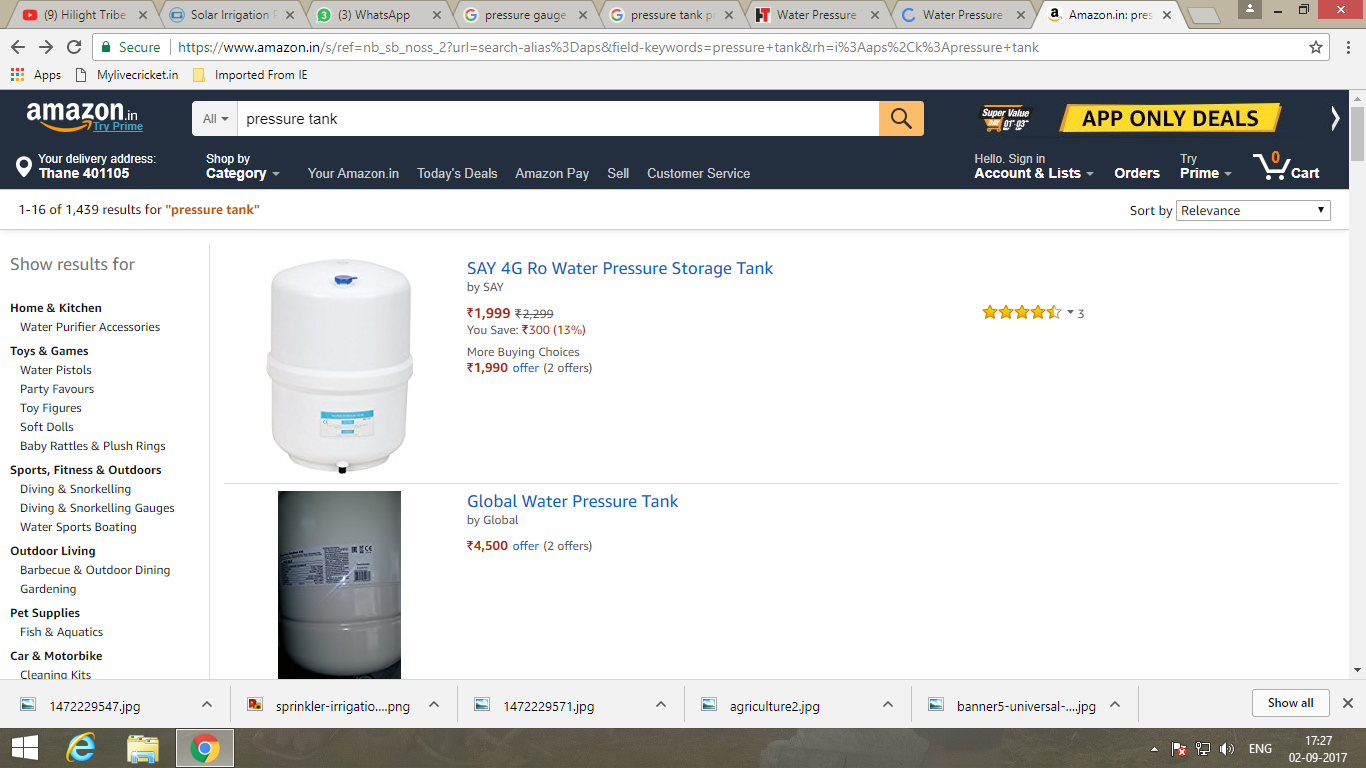 (9) Hilight Tribe
Solar Irrigation
(3) WhatsApp
pressure gauge
pressure tank pr
Water Pressure
Water Pressure
Amazon.in: pres
Secure
https://www.amazon.in/s/ref=nb_sb_noss_2?url=search-alias%3Daps&field-keywords=pressure+tank&rh=i%3Aaps%2Ck%3Apressure+tank
Apps
Mylivecricket.in
Imported From IE
amazon.in
Try Prime
All
pressure tank
Super Value
DAY 01st-03rd
APP ONLY DEALS
Your delivery address:
Thane 401105
Shop by
Category
Your Amazon.in
Today's Deals
Amazon Pay
Sell
Customer Service
Hello. Sign in
Account & Lists
Orders
Try
Prime
0
Cart
1-16 of 1,439 results for "pressure tank"
Sort by
Relevance
Show results for
Home & Kitchen
Water Purifier Accessories
Toys & Games
Water Pistols
Party Favours
Toy Figures
Soft Dolls
Baby Rattles & Plush Rings
Sports, Fitness & Outdoors
Diving & Snorkelling
Diving & Snorkelling Gauges
Water Sports Boating
Outdoor Living
Barbecue & Outdoor Dining
Gardening
Pet Supplies
Fish & Aquatics
Car & Motorbike
Cleaning Kits
SAY 4G Ro Water Pressure Storage Tank
by SAY
₹1,999 ₹2,299
You Save: ₹300 (13%)
More Buying Choices
₹1,990 offer (2 offers)
3
Global Water Pressure Tank
by Global
₹4,500 offer (2 offers)
1472229547.jpg
sprinkler-irrigatio....png
1472229571.jpg
agriculture2.jpg
banner5-universal-....jpg
Show all
ENG
17:27
02-09-2017